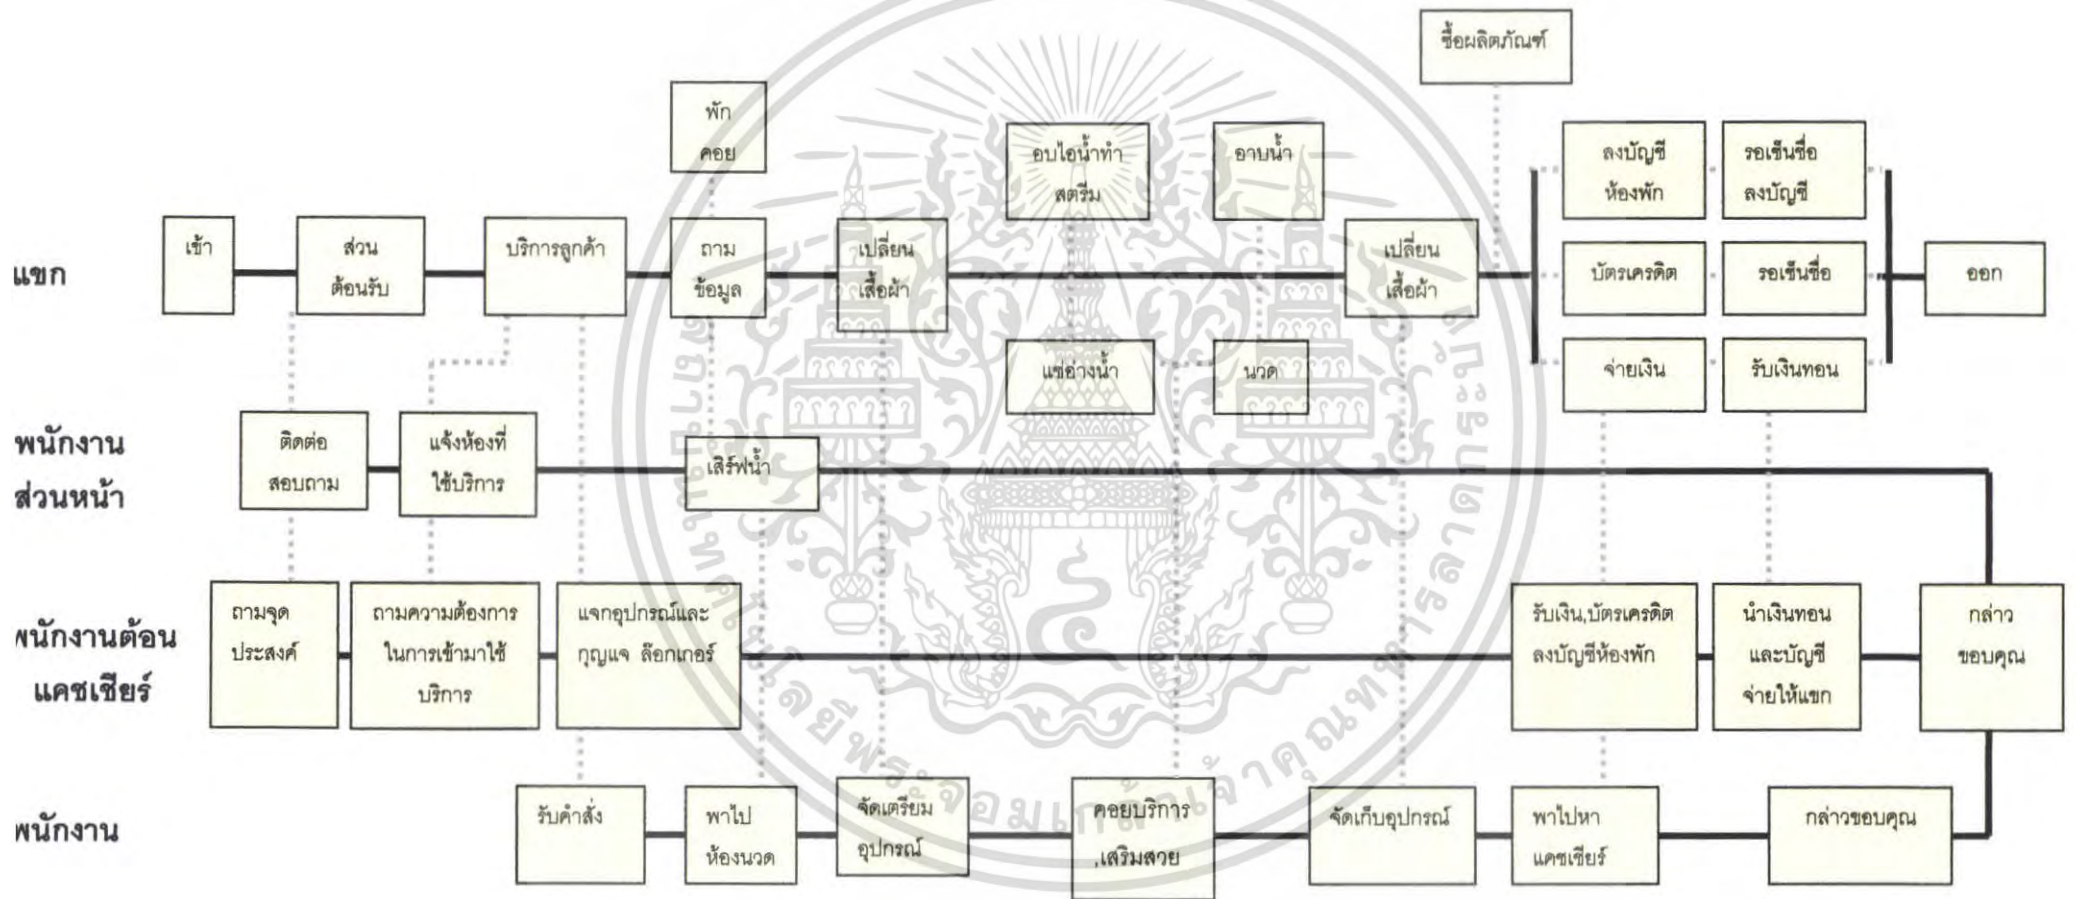 ซื้อผลิตภัณฑ์
พัก
คอย
อบไอน้ำทำ
สตรีม
อาบน้ำ
ลงบัญชี
ห้องพัก
รอเซ็นชื่อ
ลงบัญชี
แขก
เข้า
ส่วน
ต้อนรับ
บริการลูกค้า
ถาม
ข้อมูล
เปลี่ยน
เสื้อผ้า
เปลี่ยน
เสื้อผ้า
บัตรเครดิต
รอเซ็นชื่อ
ออก
แช่อ่างน้ำ
นวด
จ่ายเงิน
รับเงินทอน
พนักงาน
ส่วนหน้า
ติดต่อ
สอบถาม
แจ้งห้องที่
ใช้บริการ
เสิร์ฟน้ำ
พนักงานต้อน
แคชเชียร์
ถามจุด
ประสงค์
ถามความต้องการ
ในการเข้ามาใช้
บริการ
แจกอุปกรณ์และ
กุญแจ ล๊อกเกอร์
รับเงิน,บัตรเครดิต
ลงบัญชีห้องพัก
นำเงินทอน
และบัญชี
จ่ายให้แขก
กล่าว
ขอบคุณ
พนักงาน
รับคำสั่ง
พาไป
ห้องนวด
จัดเตรียม
อุปกรณ์
คอยบริการ
,เสริมสวย
จัดเก็บอุปกรณ์
พาไปหา
แคชเชียร์
กล่าวขอบคุณ